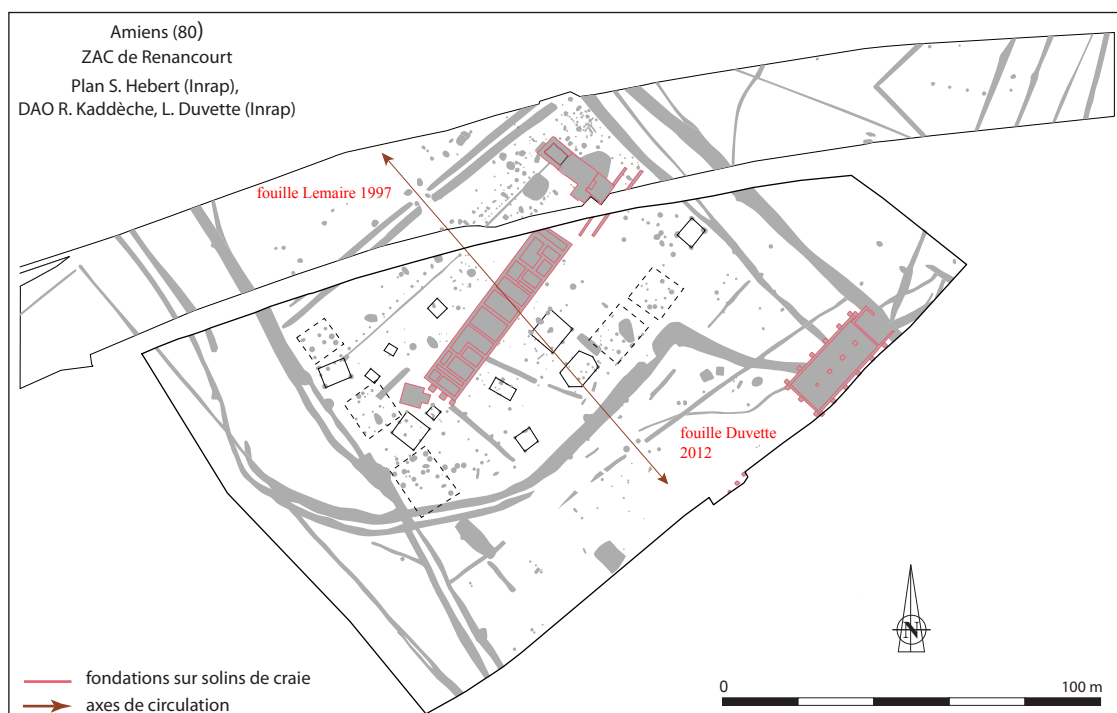 Amiens (80)
ZAC de Renancourt
Plan S. Hebert (Inrap),
DAO R. Kaddèche, L. Duvette (Inrap)
fouille Lemaire 1997
fouille Duvette
2012
N
fondations sur solins de craie
axes de circulation
0
100 m